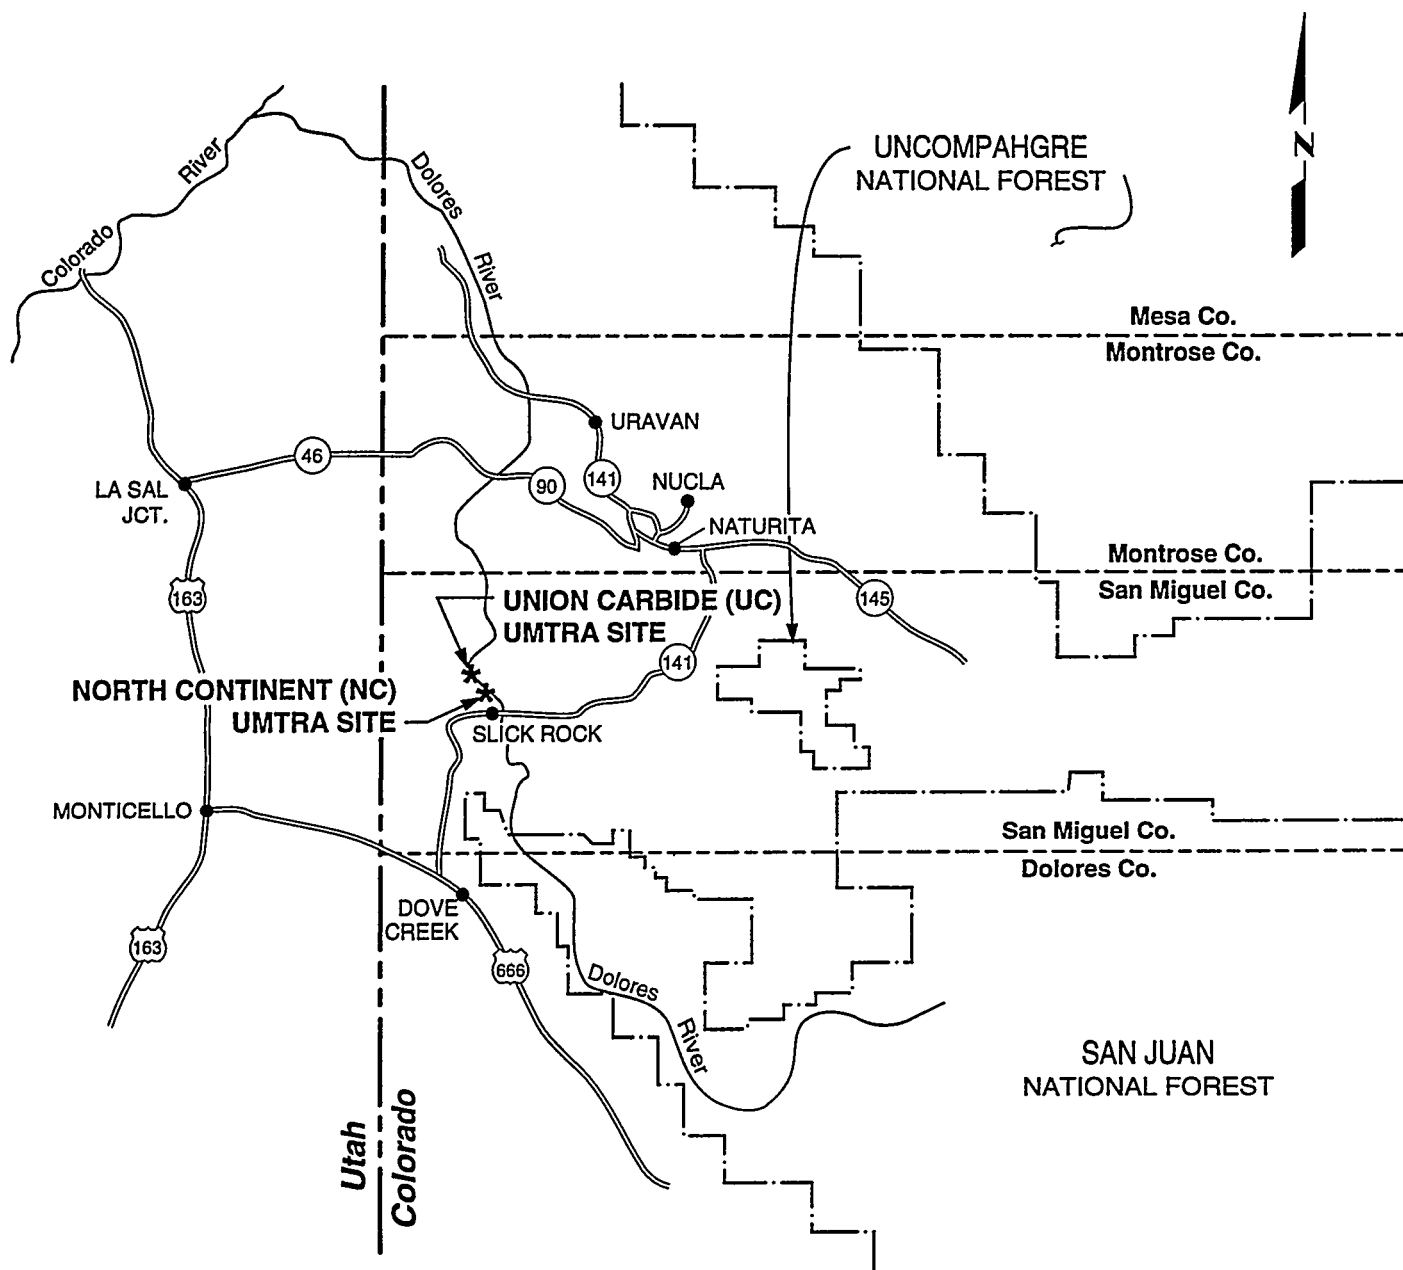 N
UNCOMPAHGRE
NATIONAL FOREST
Colorado
River
Dolores
River
Mesa Co.
Montrose Co.
URAVAN
46
LA SAL
JCT.
90
141
NUCLA
NATURITA
Montrose Co.
San Miguel Co.
163
UNION CARBIDE (UC)
UMTRA SITE
145
141
NORTH CONTINENT (NC)
UMTRA SITE
SLICK ROCK
MONTICELLO
San Miguel Co.
Dolores Co.
DOVE
CREEK
163
666
Dolores
River
SAN JUAN
NATIONAL FOREST
Utah
Colorado